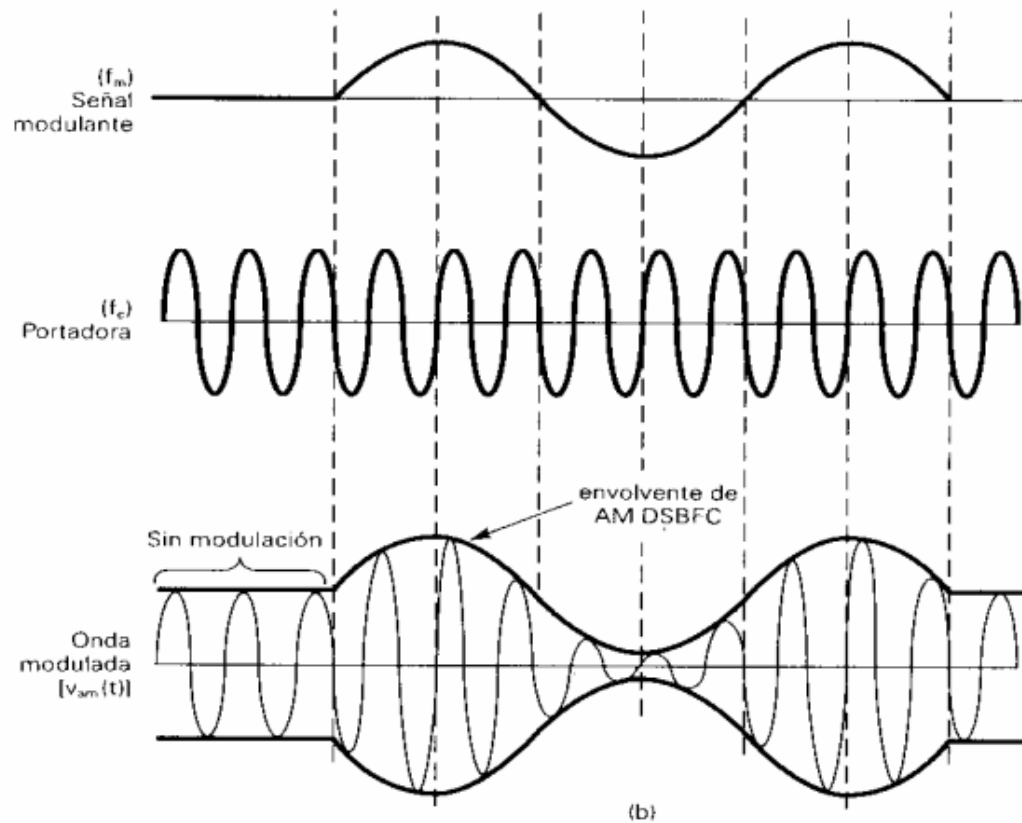 (fm)
Señal
modulante
(fc)
Portadora
envolvente de
AM DSBFC
Sin modulación
Onda
modulada
[vam(t)]
(b)